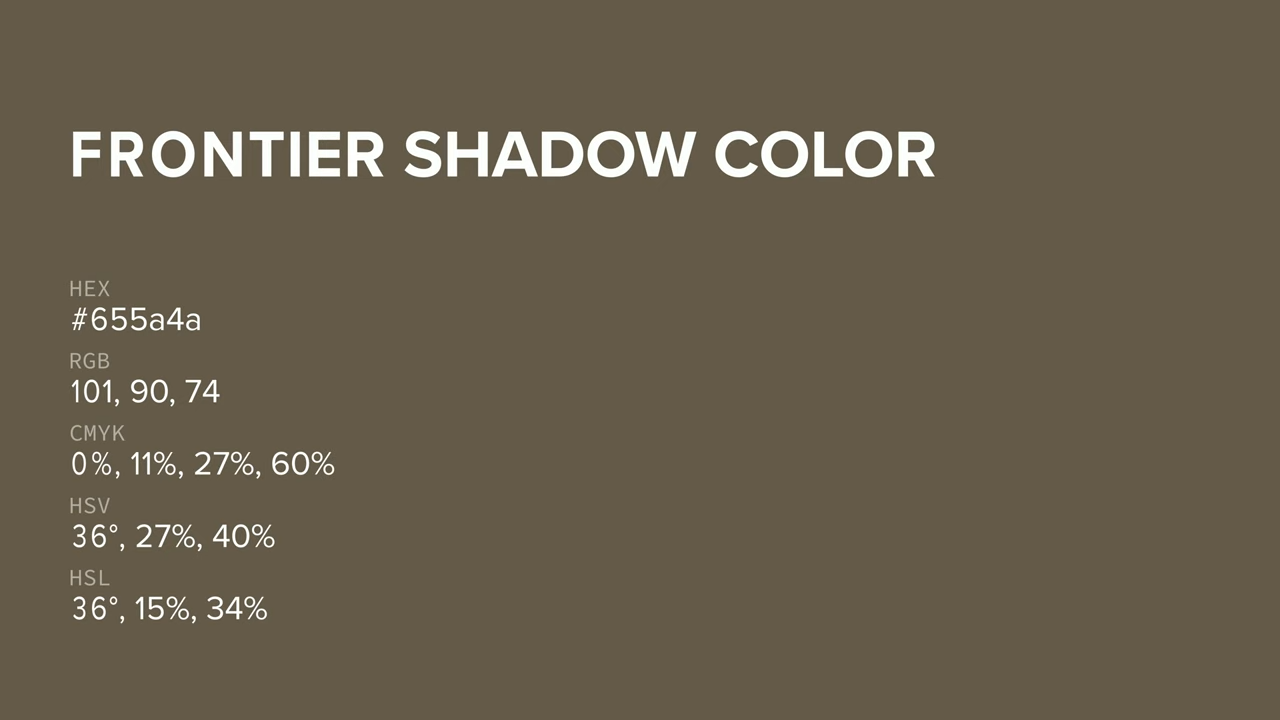 FRONTIER SHADOW COLOR
HEX
#655a4a
RGB
101, 90, 74
CMYK
0%, 11%, 27%, 60%
HSV
36°, 27%, 40%
HSL
36°, 15%, 34%